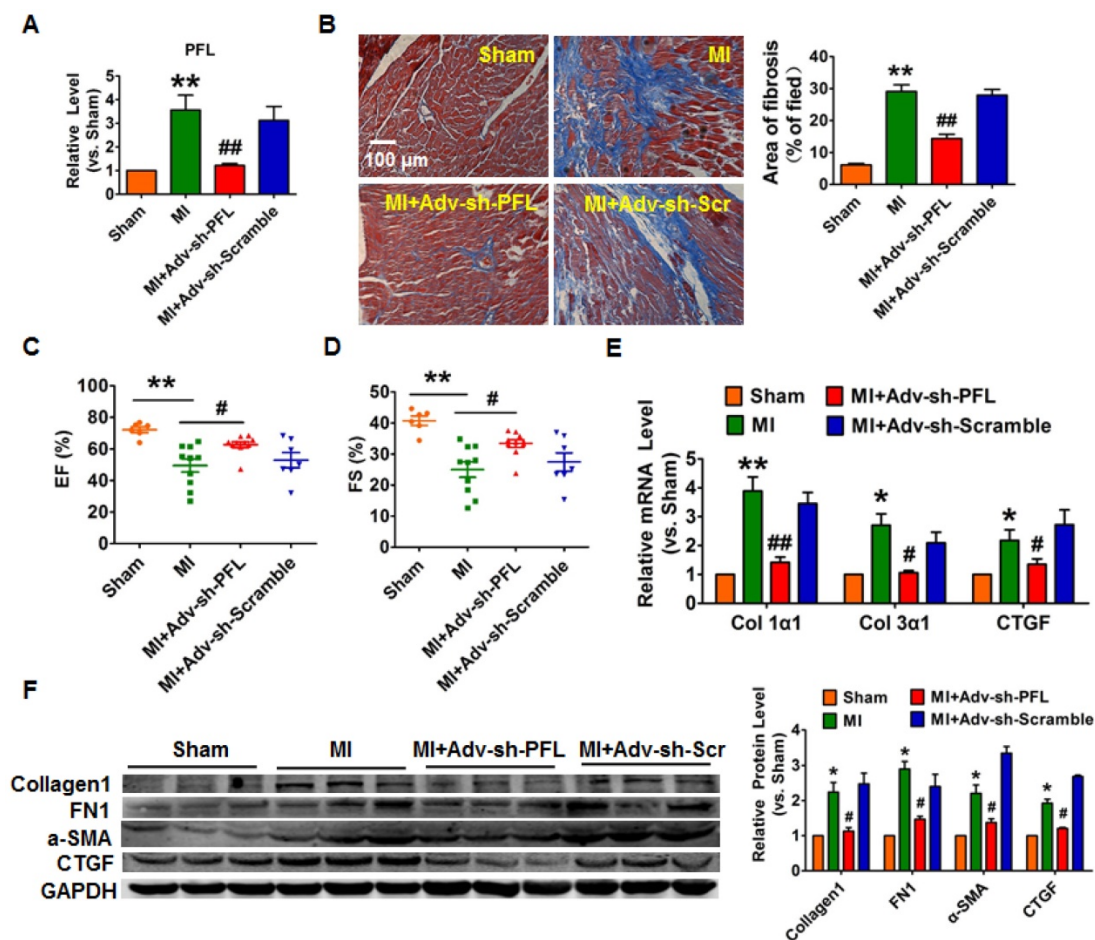 A
PFL
Relative Level
(vs. Sham)
5
4
3
2
1
0
**
##
Sham
MI
MI+Adv-sh-PFL
MI+Adv-sh-Scramble
B
Sham
MI
100 μm
MI+Adv-sh-PFL
MI+Adv-sh-Scr
Area of fibrosis
(% of fied)
40
30
20
10
0
**
##
Sham
MI
MI+Adv-sh-PFL
MI+Adv-sh-Scramble
C
EF (%)
100
80
60
40
20
0
**
#
Sham
MI
MI+Adv-sh-PFL
MI+Adv-sh-Scramble
D
FS (%)
50
40
30
20
10
0
**
#
Sham
MI
MI+Adv-sh-PFL
MI+Adv-sh-Scramble
E
Sham
MI+Adv-sh-PFL
MI
MI+Adv-sh-Scramble
Relative mRNA Level
(vs. Sham)
5
4
3
2
1
0
**
##
*
#
*
#
Col 1α1
Col 3α1
CTGF
F
Sham
MI
MI+Adv-sh-PFL
MI+Adv-sh-Scr
Collagen1
FN1
a-SMA
CTGF
GAPDH
Sham
MI+Adv-sh-PFL
MI
MI+Adv-sh-Scramble
Relative Protein Level
(vs. Sham)
4
3
2
1
0
*
#
*
#
*
#
*
#
Collagen1
FN1
α-SMA
CTGF